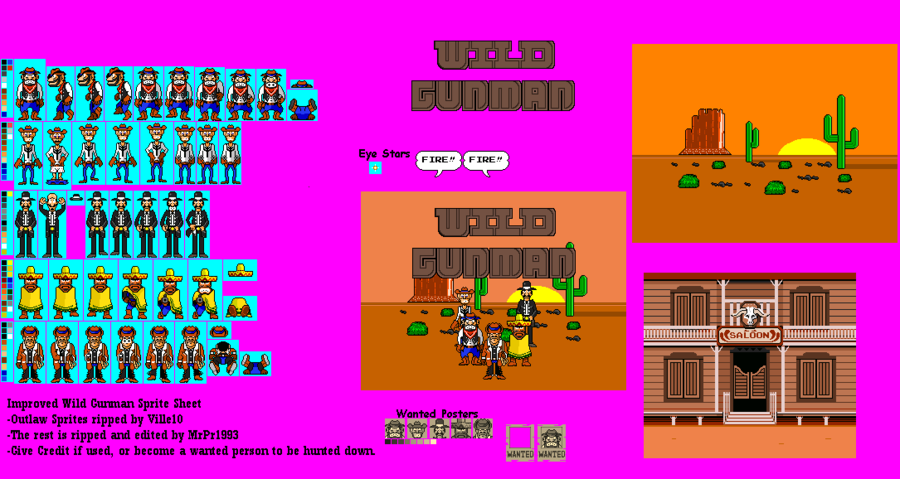 WILD
GUNMAN
Eye Stars
FIRE"
FIRE"
WILD
GUNMAN
SALOON
Improved Wild Gunman Sprite Sheet
-Outlaw Sprites ripped by Ville10
-The rest is ripped and edited by MrPr1993
-Give Credit if used, or become a wanted person to be hunted down.
Wanted Posters
WANTED
WANTED